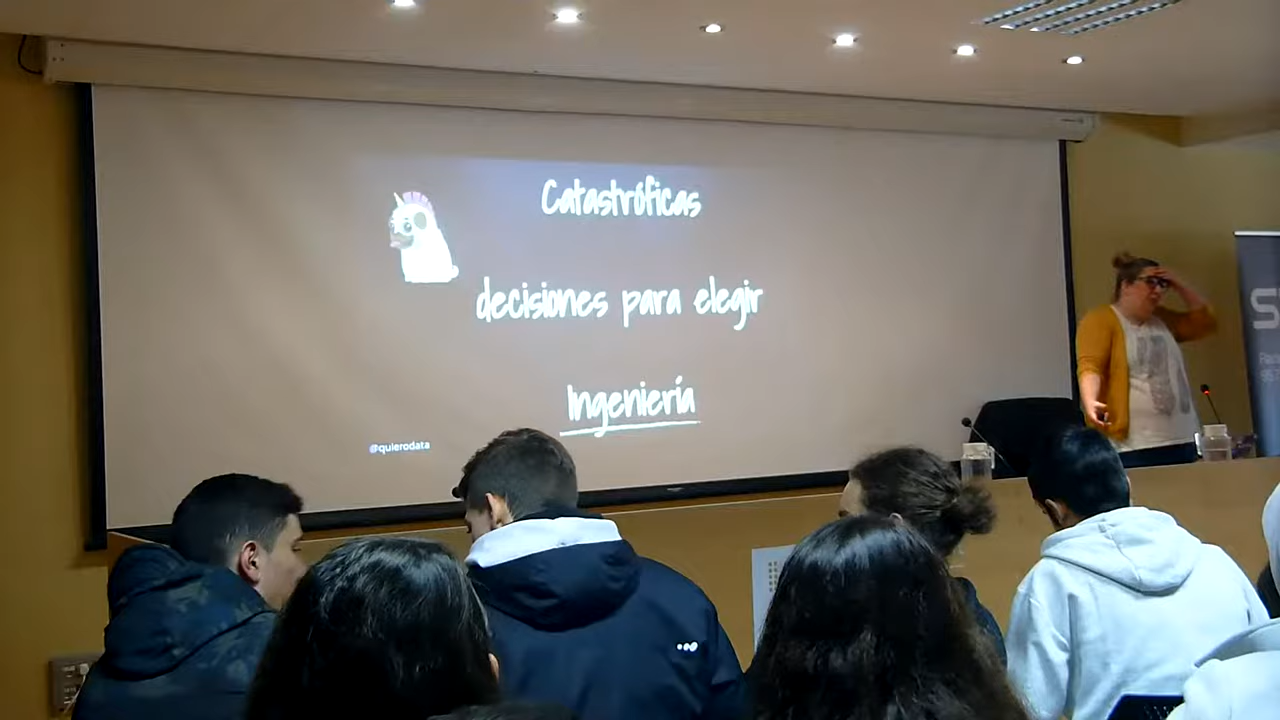 Catastróficas
decisiones para elegir
Ingeniería
@quierodata